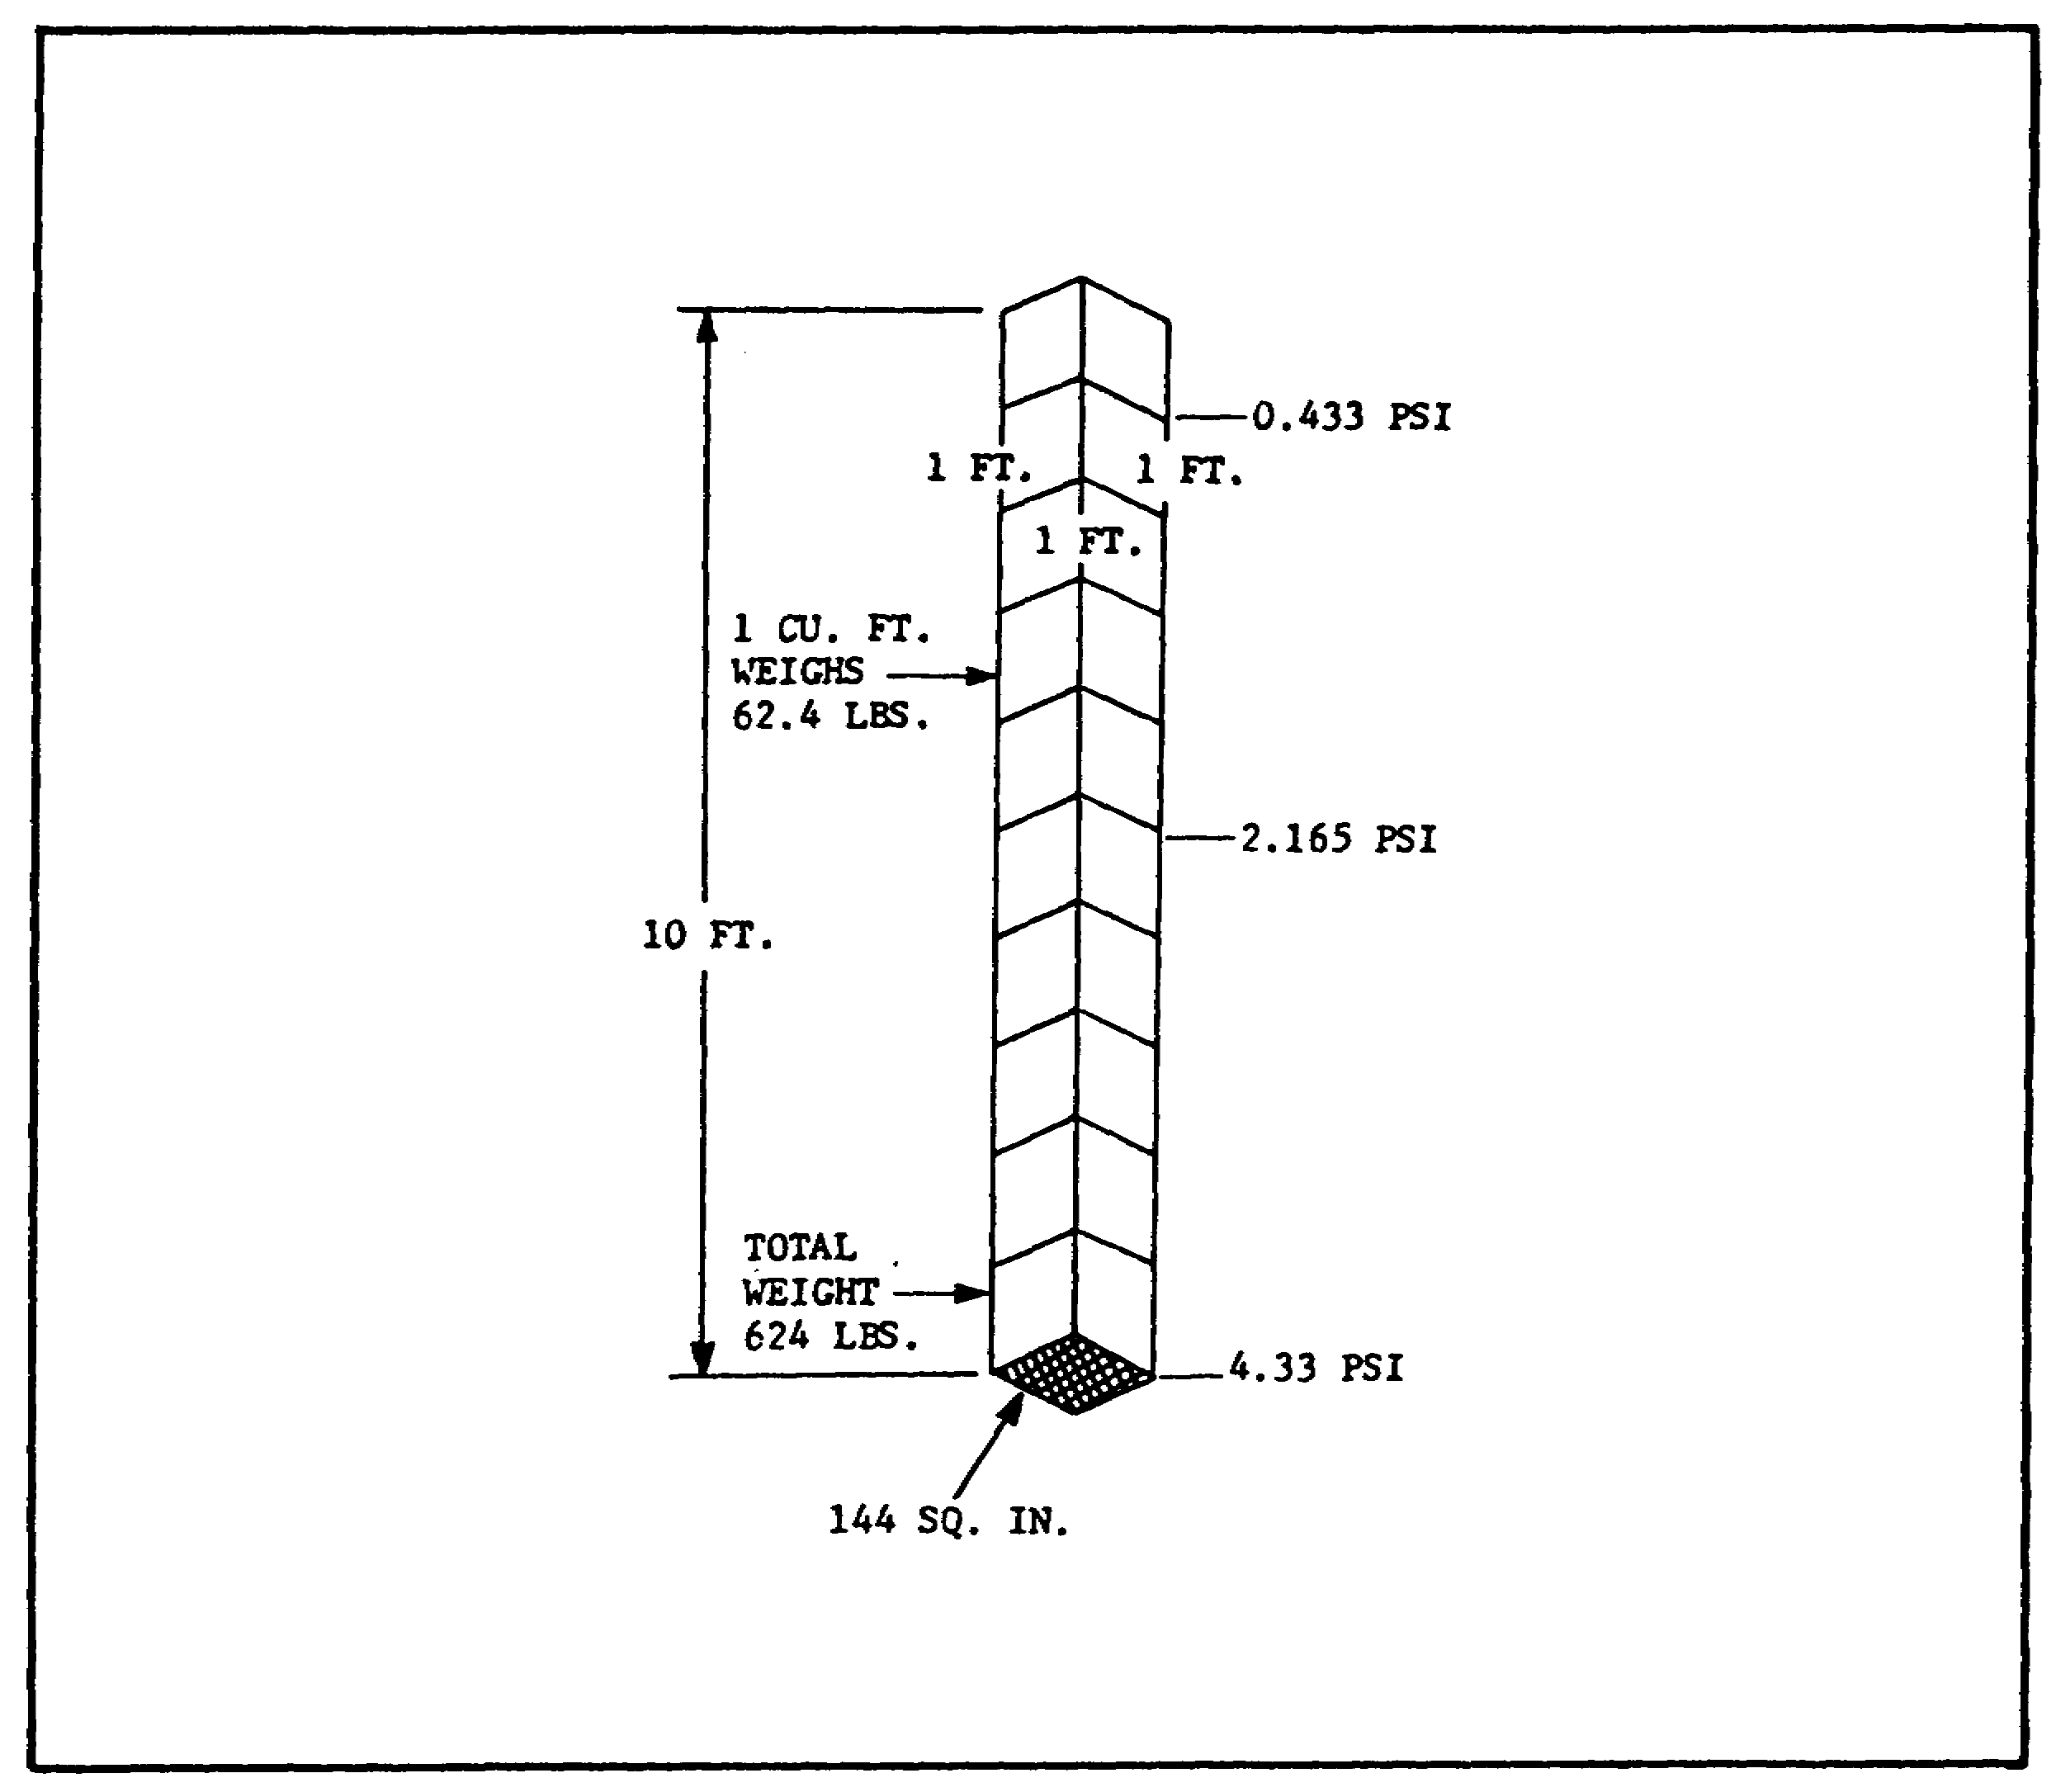 0.433 PSI
1 FT.
1 FT.
1 FT.
1 CU. FT.
WEIGHS
62.4 LBS.
2.165 PSI
10 FT.
TOTAL
WEIGHT
624 LBS.
4.33 PSI
144 SQ. IN.